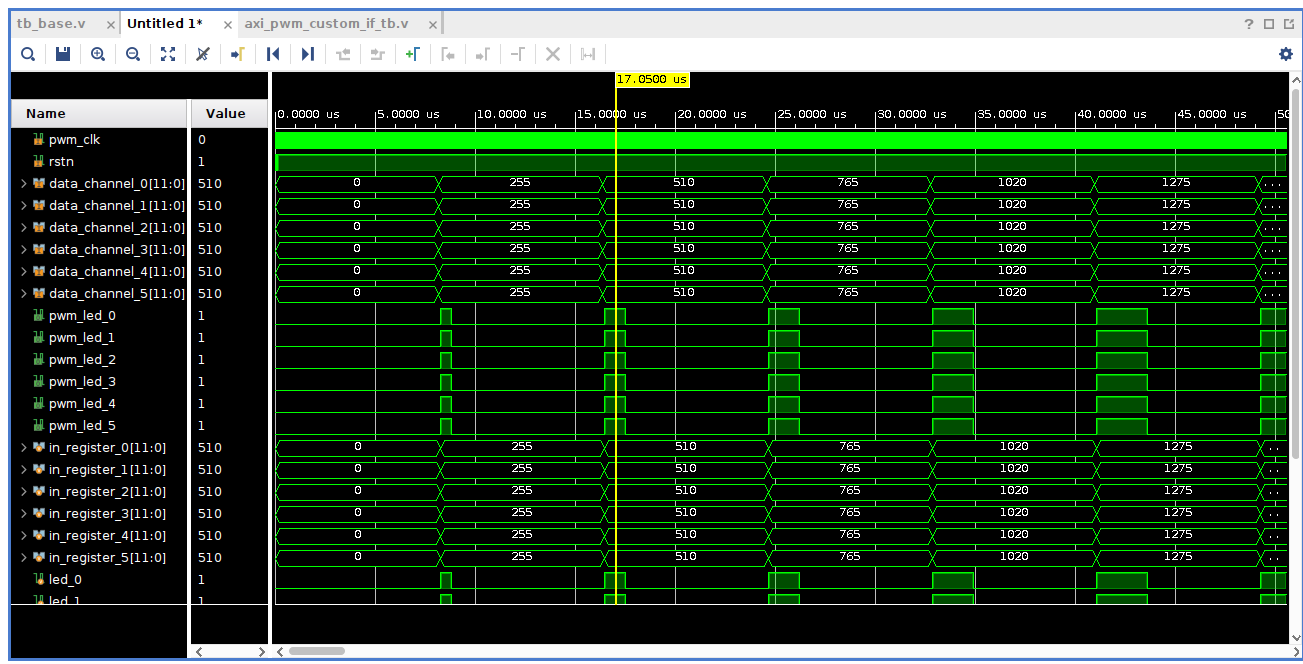 tb_base.v × Untitled 1* × axi_pwm_custom_if_tb.v ×
17.0500 us
Name Value 0.0000 us 5.0000 us 10.0000 us 15.0000 us 20.0000 us 25.0000 us 30.0000 us 35.0000 us 40.0000 us 45.0000 us 50
pwm_clk 0
rstn 1
data_channel_0[11:0] 510 0 255 510 765 1020 1275 ...
data_channel_1[11:0] 510 0 255 510 765 1020 1275 ...
data_channel_2[11:0] 510 0 255 510 765 1020 1275 ...
data_channel_3[11:0] 510 0 255 510 765 1020 1275 ...
data_channel_4[11:0] 510 0 255 510 765 1020 1275 ...
data_channel_5[11:0] 510 0 255 510 765 1020 1275 ...
pwm_led_0 1
pwm_led_1 1
pwm_led_2 1
pwm_led_3 1
pwm_led_4 1
pwm_led_5 1
in_register_0[11:0] 510 0 255 510 765 1020 1275 ..
in_register_1[11:0] 510 0 255 510 765 1020 1275 ..
in_register_2[11:0] 510 0 255 510 765 1020 1275 ..
in_register_3[11:0] 510 0 255 510 765 1020 1275 ..
in_register_4[11:0] 510 0 255 510 765 1020 1275 ..
in_register_5[11:0] 510 0 255 510 765 1020 1275 ..
led_0 1
led_1 1